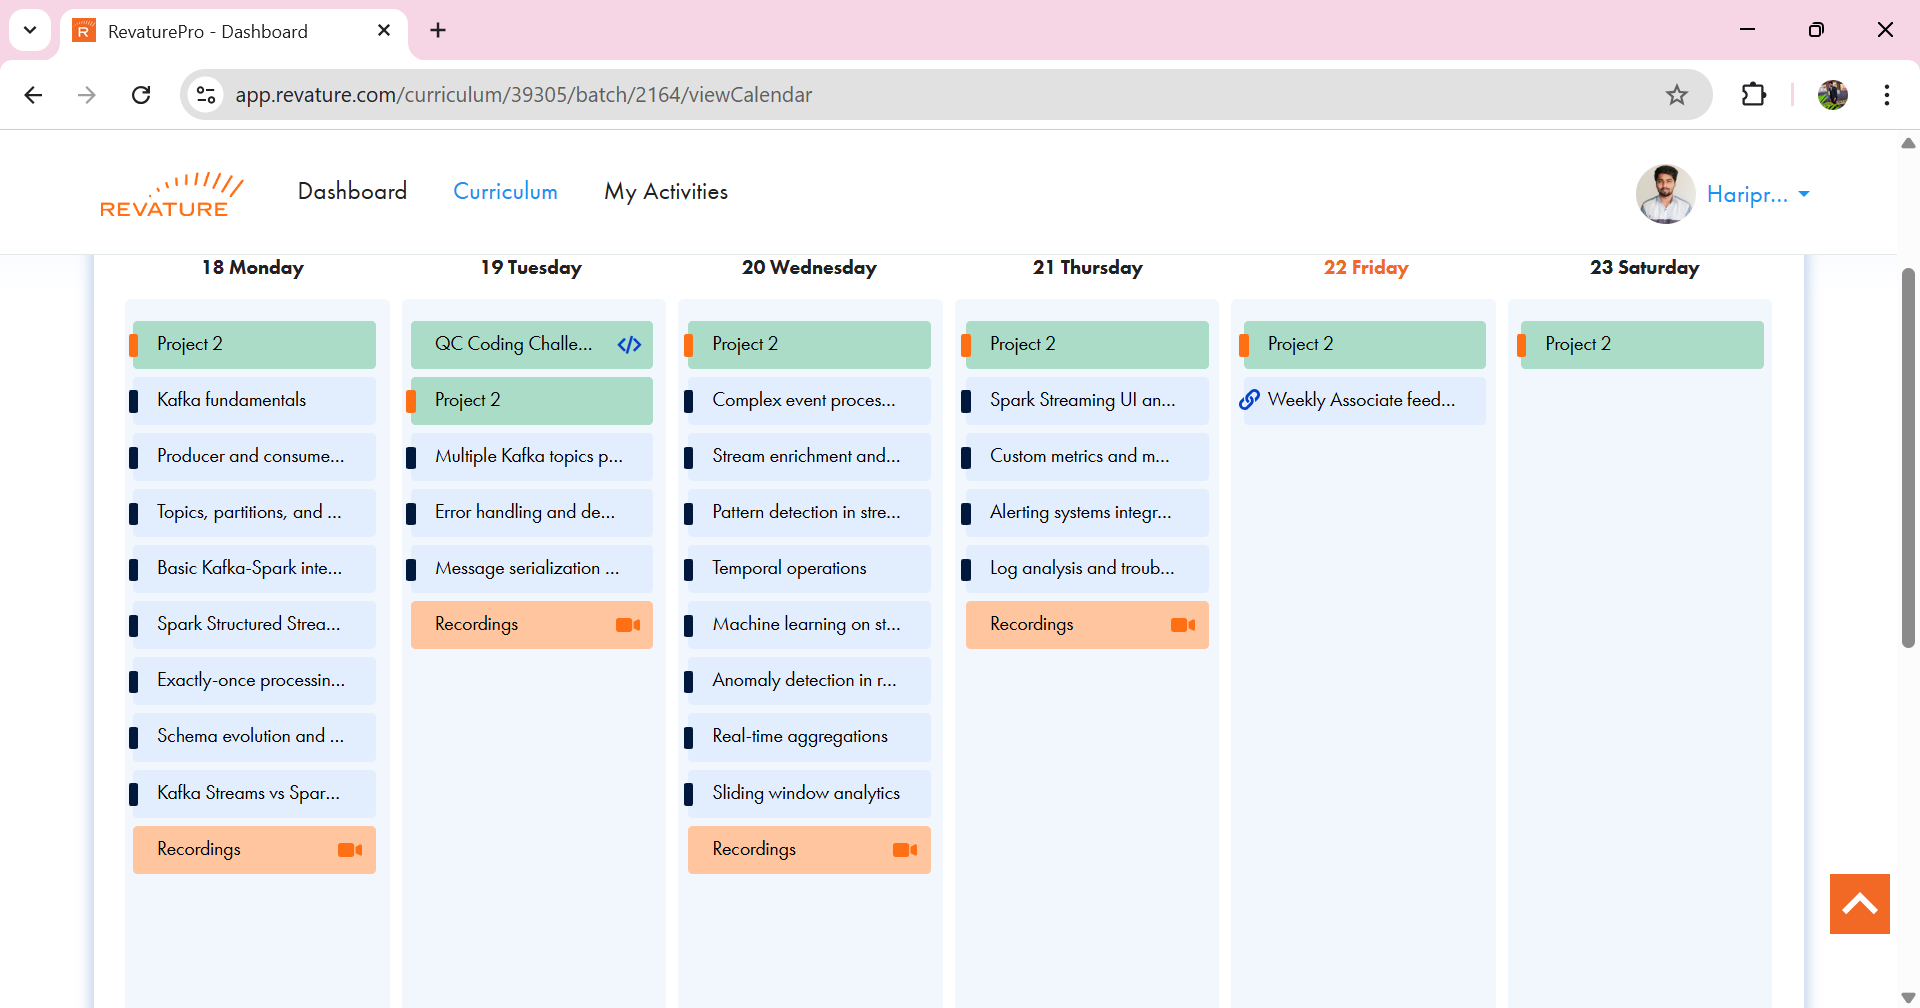 RevaturePro - Dashboard
app.revature.com/curriculum/39305/batch/2164/viewCalendar
REVATURE
Dashboard
Curriculum
My Activities
Haripr...
18 Monday
19 Tuesday
20 Wednesday
21 Thursday
22 Friday
23 Saturday
Project 2
Kafka fundamentals
Producer and consume...
Topics, partitions, and ...
Basic Kafka-Spark inte...
Spark Structured Strea...
Exactly-once processin...
Schema evolution and ...
Kafka Streams vs Spar...
Recordings
QC Coding Challe...
Project 2
Multiple Kafka topics p...
Error handling and de...
Message serialization ...
Recordings
Project 2
Complex event proces...
Stream enrichment and...
Pattern detection in stre...
Temporal operations
Machine learning on st...
Anomaly detection in r...
Real-time aggregations
Sliding window analytics
Recordings
Project 2
Spark Streaming UI an...
Custom metrics and m...
Alerting systems integr...
Log analysis and troub...
Recordings
Project 2
Weekly Associate feed...
Project 2